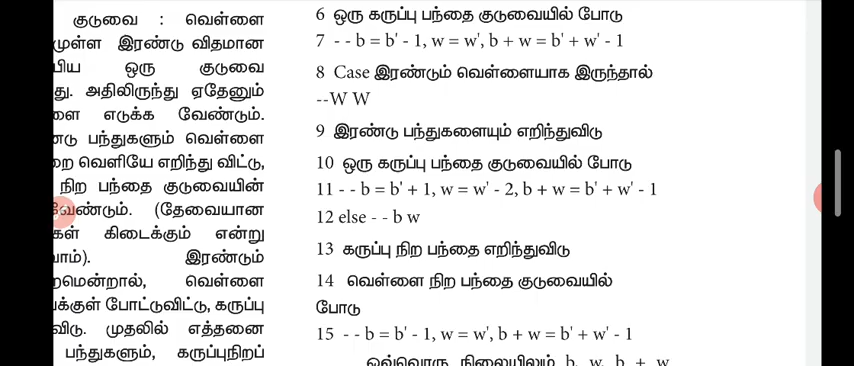 குடுவை : வெள்ளை
இரண்டு விதமான
ஒரு குடுவை
அதிலிருந்து ஏதேனும்
எடுக்க வேண்டும்.
பந்துகளும் வெள்ளை
வெளியே எறிந்து விட்டு,
நிற பந்தை குடுவையின்
வேண்டும். (தேவையான
கிடைக்கும் என்று
இரண்டும்
வெள்ளை
போட்டுவிட்டு, கருப்பு
முதலில் எத்தனை
பந்துகளும், கருப்புநிறப்
6 ஒரு கருப்பு பந்தை குடுவையில் போடு
7 - - b = b' - 1, w = w', b + w = b' + w' - 1
8 Case இரண்டும் வெள்ளையாக இருந்தால்
--W W
9 இரண்டு பந்துகளையும் எறிந்துவிடு
10 ஒரு கருப்பு பந்தை குடுவையில் போடு
11 - - b = b' + 1, w = w' - 2, b + w = b' + w' - 1
12 else - - b w
13 கருப்பு நிற பந்தை எறிந்துவிடு
14 வெள்ளை நிற பந்தை குடுவையில்
போடு
15 - - b = b' - 1, w = w', b + w = b' + w' - 1
ஒவ்வொரு நிலையிலும் b, w, b + w